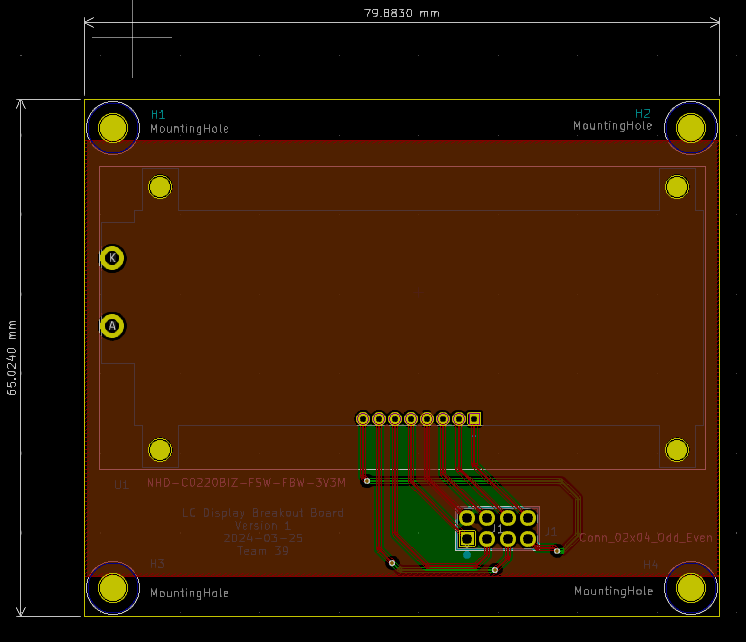 79.8830 mm
H1
MountingHole
H2
MountingHole
K
A
65.0240 mm
U1
NHD-C0220BIZ-FSW-FBW-3V3M
LC Display Breakout Board
Version 1
2024-03-25
Team 39
J1
J1
Conn_02x04_Odd_Even
H3
MountingHole
H4
MountingHole